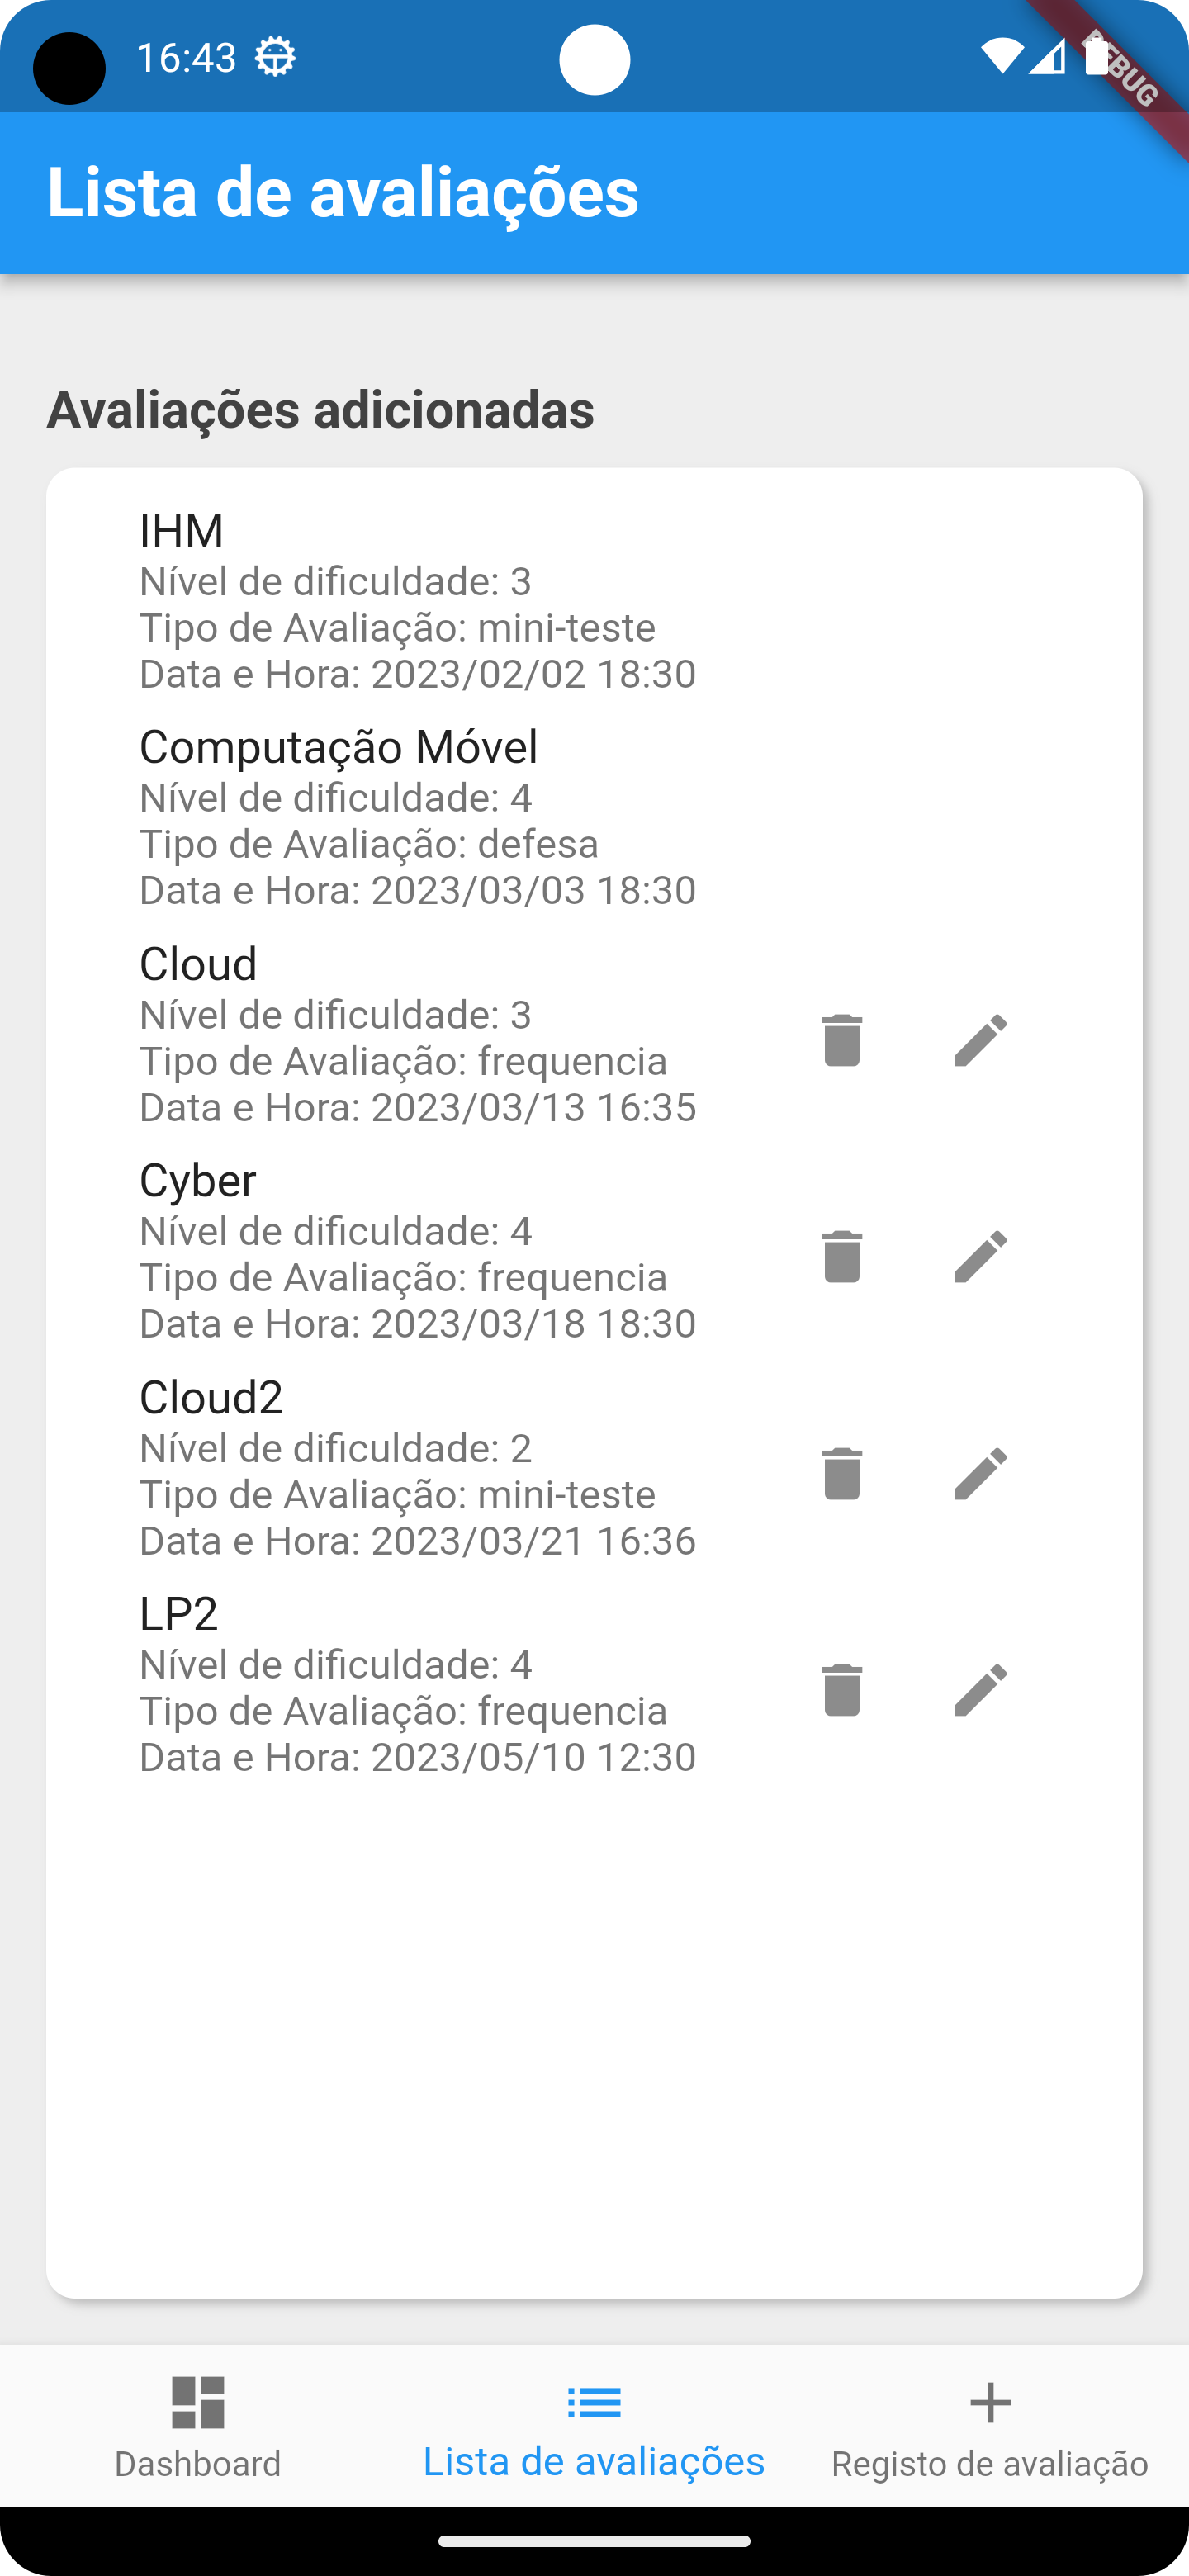 16:43
DEBUG
Lista de avaliações
Avaliações adicionadas
IHM
Nível de dificuldade: 3
Tipo de Avaliação: mini-teste
Data e Hora: 2023/02/02 18:30
Computação Móvel
Nível de dificuldade: 4
Tipo de Avaliação: defesa
Data e Hora: 2023/03/03 18:30
Cloud
Nível de dificuldade: 3
Tipo de Avaliação: frequencia
Data e Hora: 2023/03/13 16:35
Cyber
Nível de dificuldade: 4
Tipo de Avaliação: frequencia
Data e Hora: 2023/03/18 18:30
Cloud2
Nível de dificuldade: 2
Tipo de Avaliação: mini-teste
Data e Hora: 2023/03/21 16:36
LP2
Nível de dificuldade: 4
Tipo de Avaliação: frequencia
Data e Hora: 2023/05/10 12:30
Dashboard
Lista de avaliações
Registo de avaliação